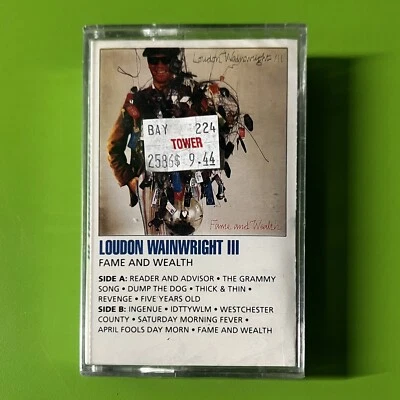 Loudon Wainwright III
BAY 224
TOWER
2586$ 9.44
Fame and Wealth
LOUDON WAINWRIGHT III
FAME AND WEALTH
SIDE A: READER AND ADVISOR • THE GRAMMY
SONG • DUMP THE DOG • THICK & THIN •
REVENGE • FIVE YEARS OLD
SIDE B: INGENUE • IDTTYWLM • WESTCHESTER
COUNTY • SATURDAY MORNING FEVER •
APRIL FOOLS DAY MORN • FAME AND WEALTH